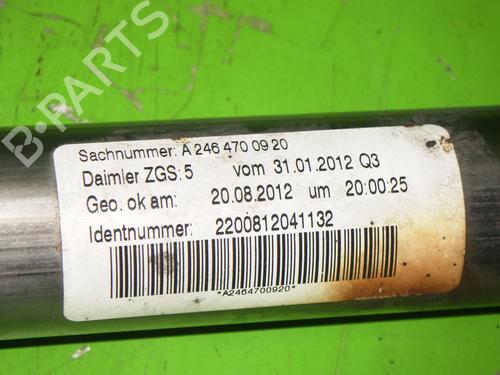 B-PARTS
Sachnummer: A 246 470 09 20
Daimler ZGS: 5 vom 31.01.2012 Q3
Geo. ok am: 20.08.2012 um 20:00:25
Identnummer: 2200812041132
*A2464700920*